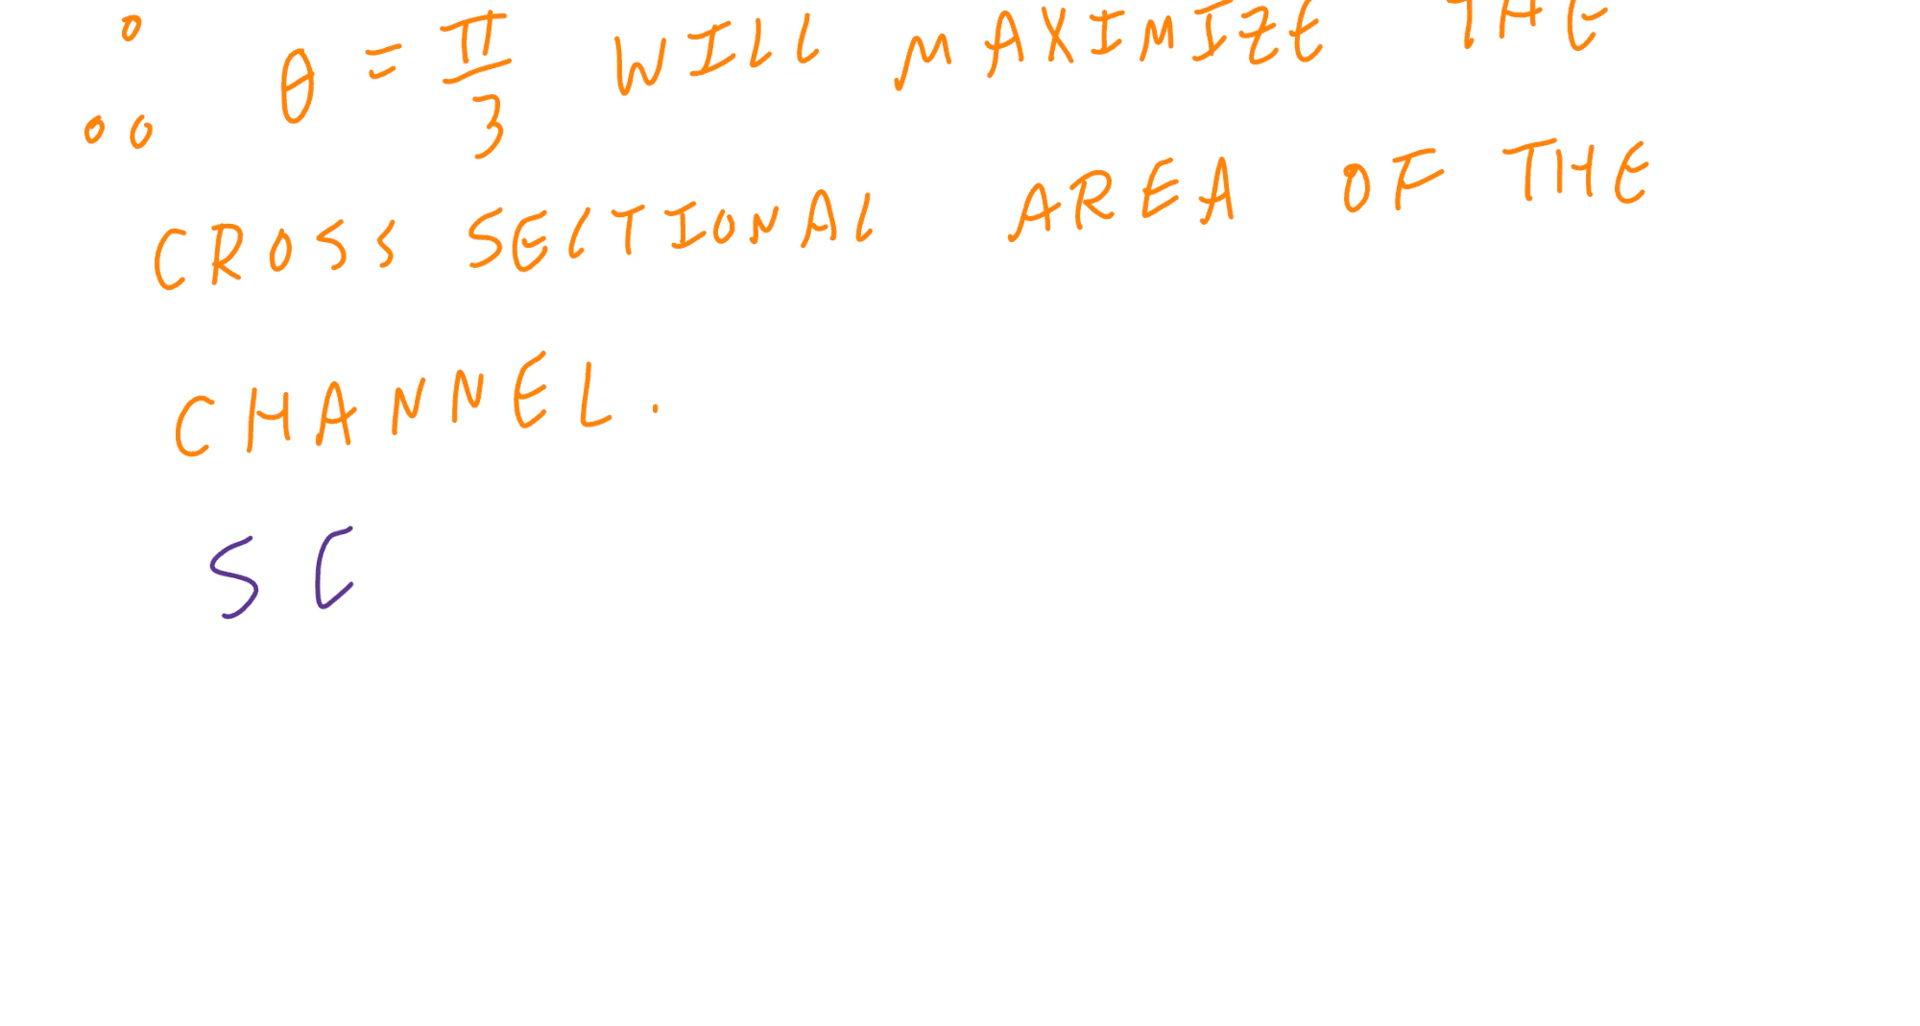 ∴ θ = π/3 WILL MAXIMIZE THE
CROSS SECTIONAL AREA OF THE
CHANNEL.
SC